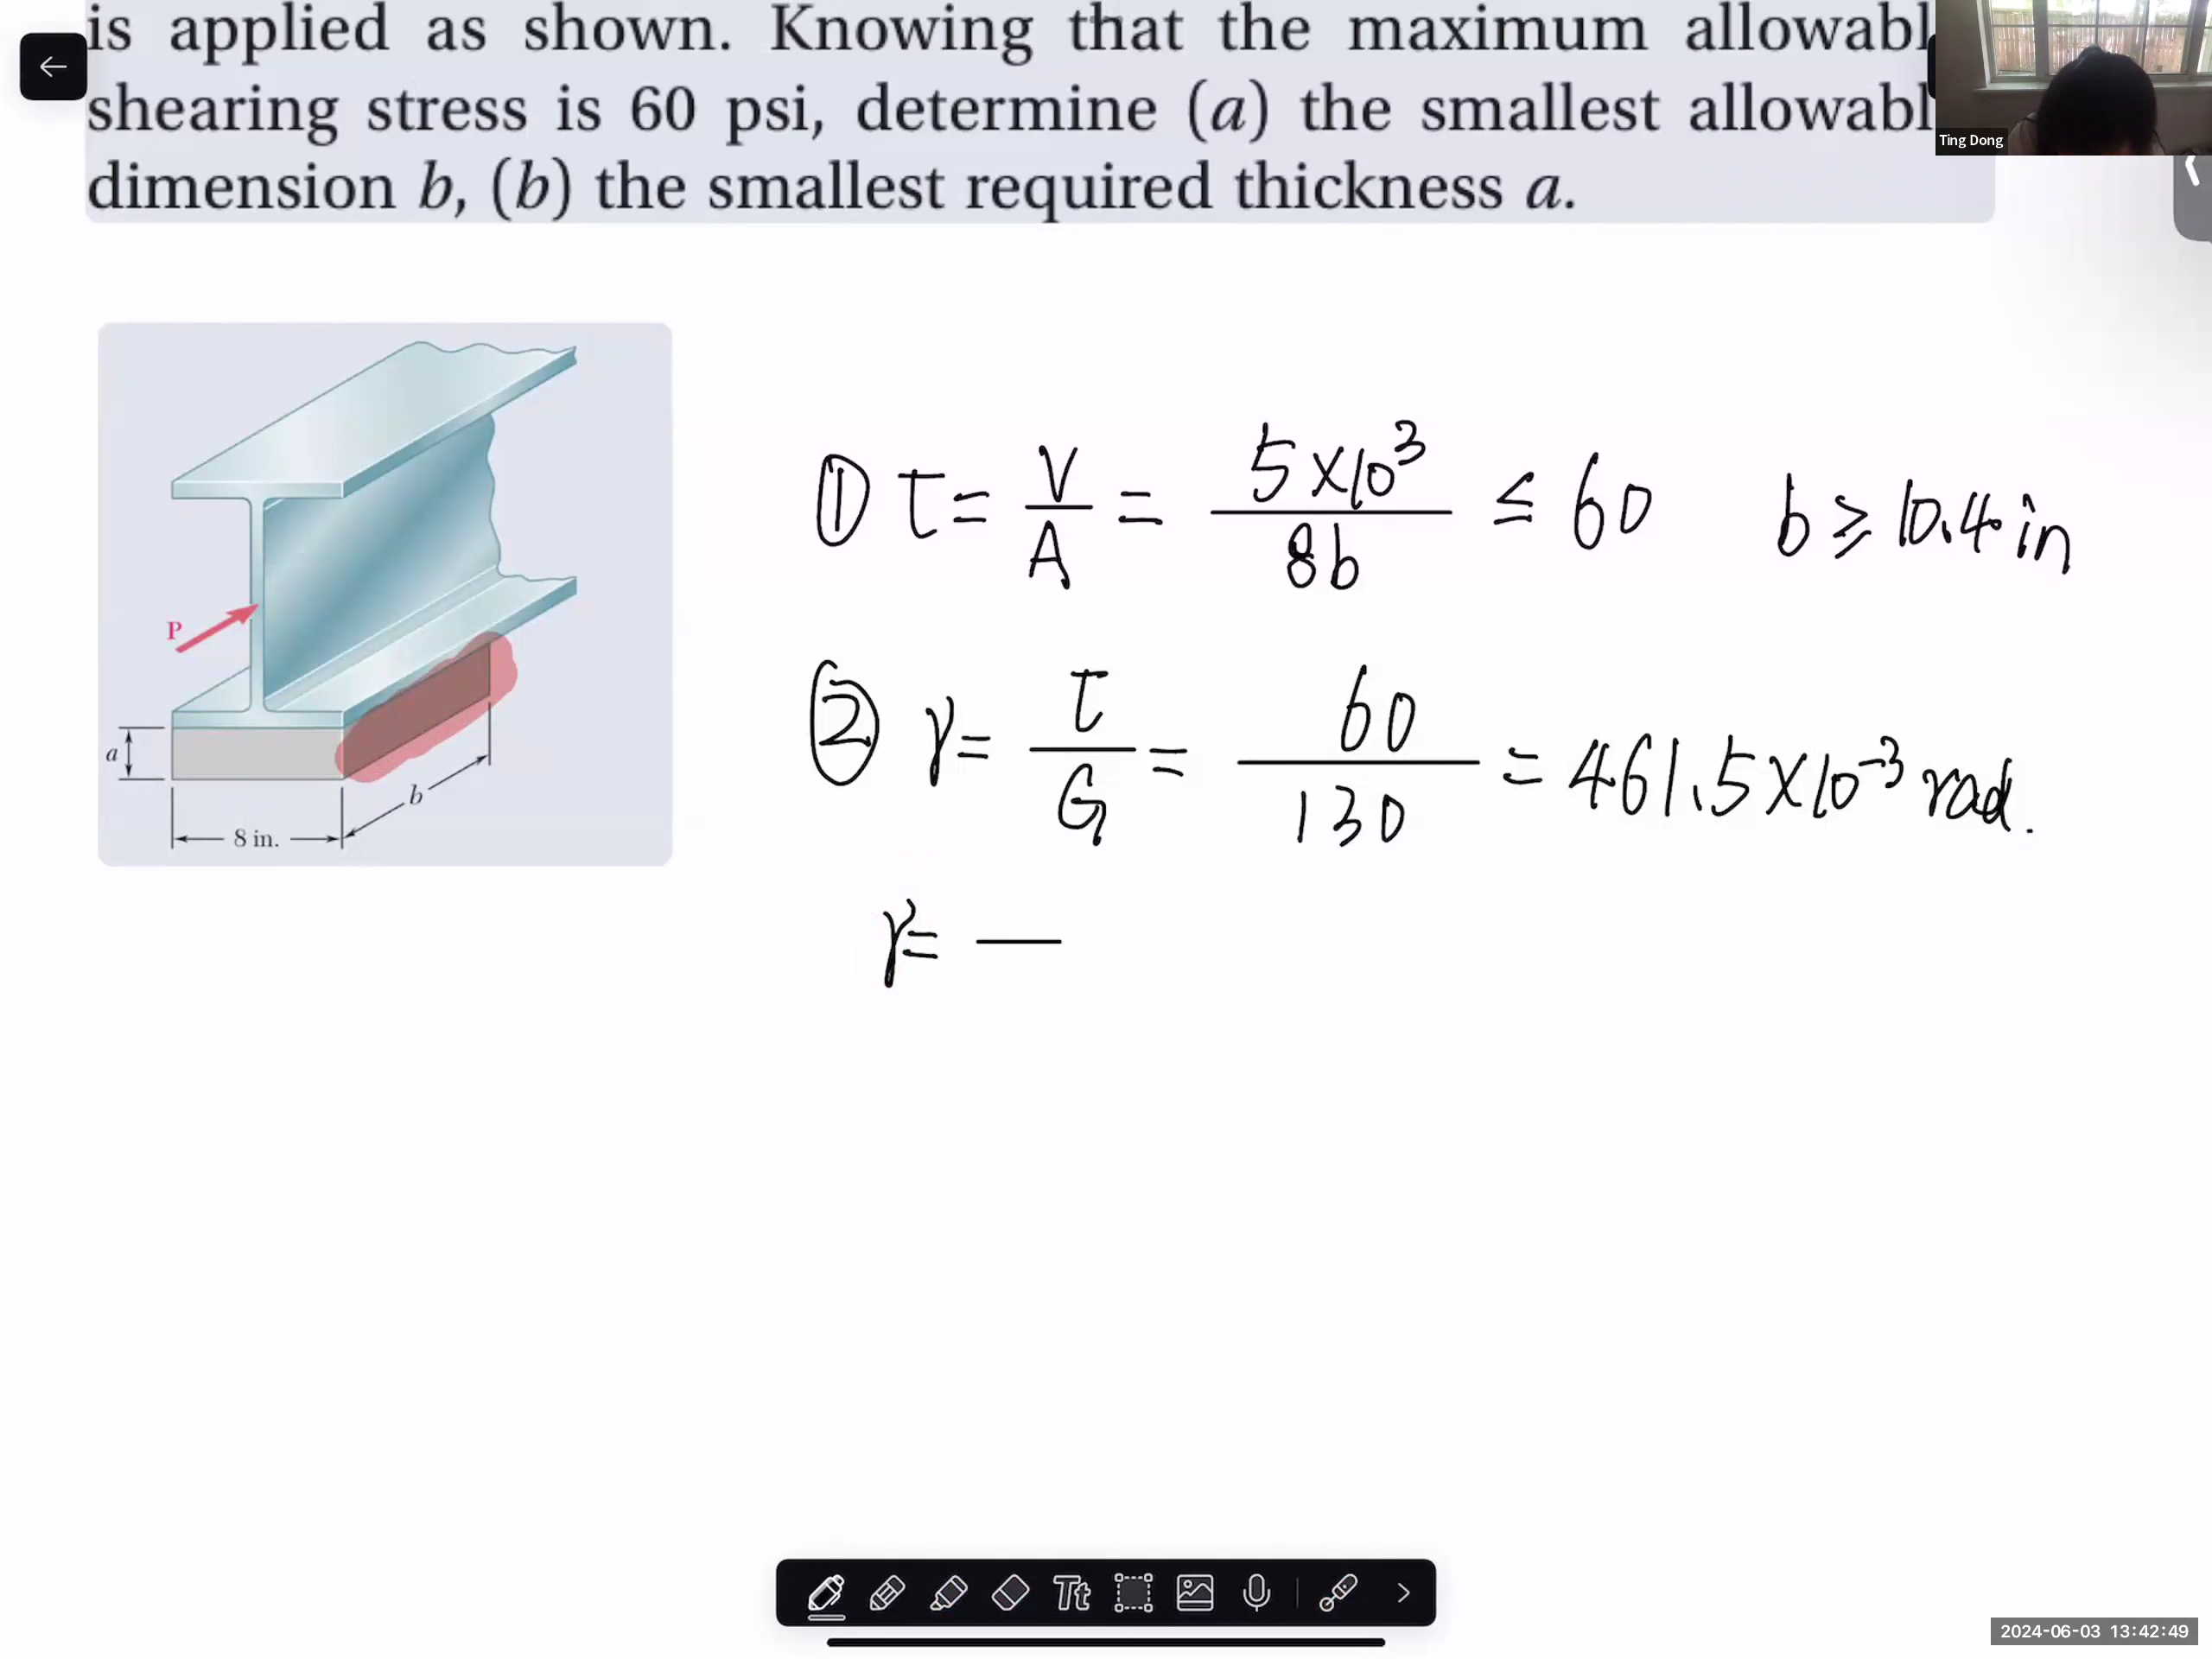 is applied as shown. Knowing that the maximum allowabl
shearing stress is 60 psi, determine (a) the smallest allowabl
dimension b, (b) the smallest required thickness a.
Ting Dong
P
a
b
8 in.
① τ = V/A = 5×10³/8b ≤ 60 b ≥ 10.4 in
② γ = τ/G = 60/130 = 461.5×10⁻³ rad.
γ = —
Tt
2024-06-03 13:42:49